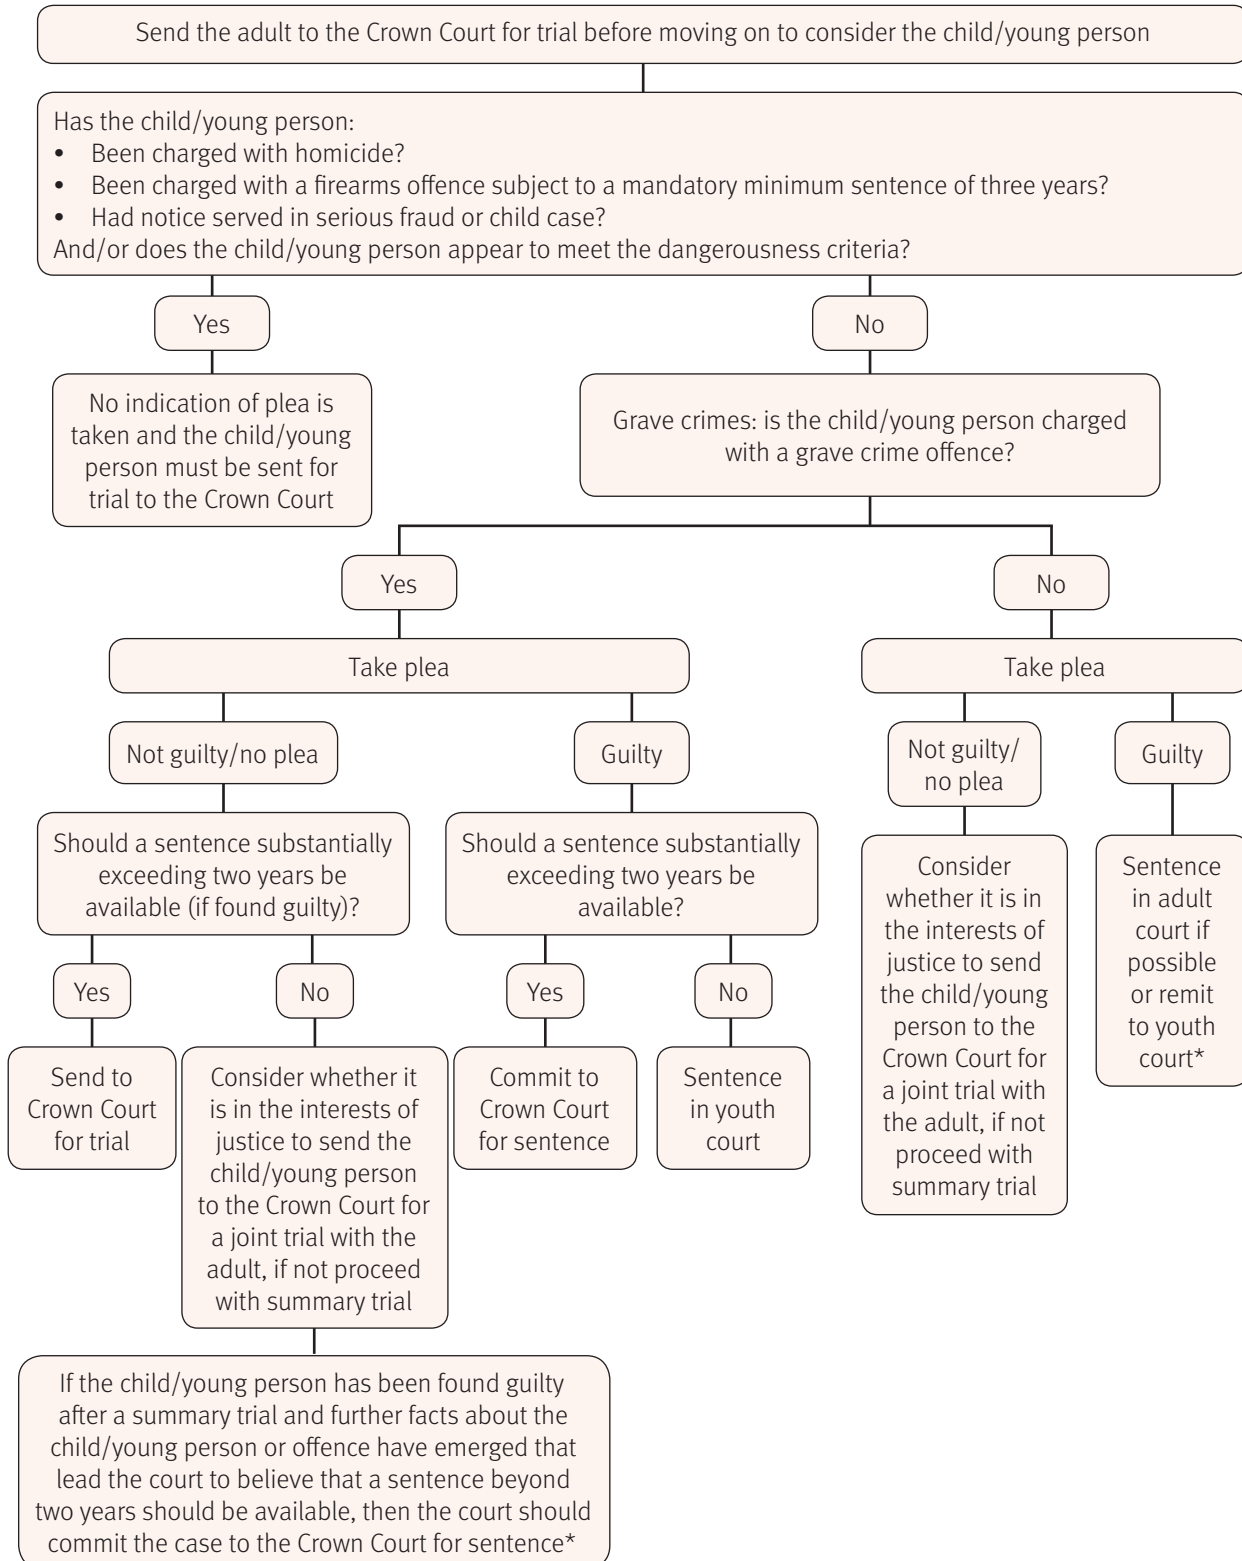 Send the adult to the Crown Court for trial before moving on to consider the child/young person
Has the child/young person:
• Been charged with homicide?
• Been charged with a firearms offence subject to a mandatory minimum sentence of three years?
• Had notice served in serious fraud or child case?
And/or does the child/young person appear to meet the dangerousness criteria?
Yes
No
No indication of plea is
taken and the child/young
person must be sent for
trial to the Crown Court
Grave crimes: is the child/young person charged
with a grave crime offence?
Yes
No
Take plea
Take plea
Not guilty/no plea
Guilty
Not guilty/
no plea
Guilty
Should a sentence substantially
exceeding two years be
available (if found guilty)?
Should a sentence substantially
exceeding two years be
available?
Consider
whether it is in
the interests of
justice to send
the child/young
person to the
Crown Court for
a joint trial with
the adult, if not
proceed with
summary trial
Sentence
in adult
court if
possible
or remit
to youth
court*
Yes
No
Yes
No
Send to
Crown Court
for trial
Consider whether it
is in the interests of
justice to send the
child/young person
to the Crown Court for
a joint trial with the
adult, if not proceed
with summary trial
Commit to
Crown Court
for sentence
Sentence
in youth
court
If the child/young person has been found guilty
after a summary trial and further facts about the
child/young person or offence have emerged that
lead the court to believe that a sentence beyond
two years should be available, then the court should
commit the case to the Crown Court for sentence*